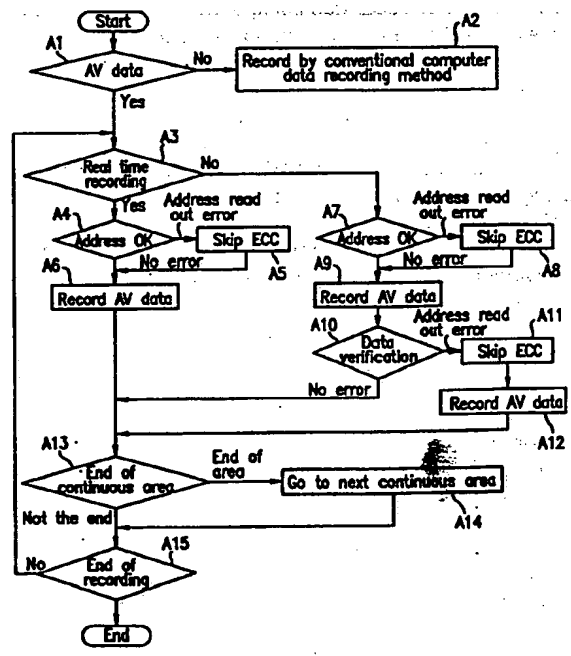 Start
A1
AV data
No
A2
Record by conventional computer
data recording method
Yes
A3
Real time
recording
No
Yes
A4
Address OK
Address read
out error
Skip ECC
A5
No error
A6
Record AV data
A7
Address OK
Address read
out error
Skip ECC
A8
No error
A9
Record AV data
A10
Data
verification
Address read
out error
A11
Skip ECC
No error
Record AV data
A12
A13
End of
continuous area
End of
area
Go to next continuous area
A14
Not the end
A15
End of
recording
No
End